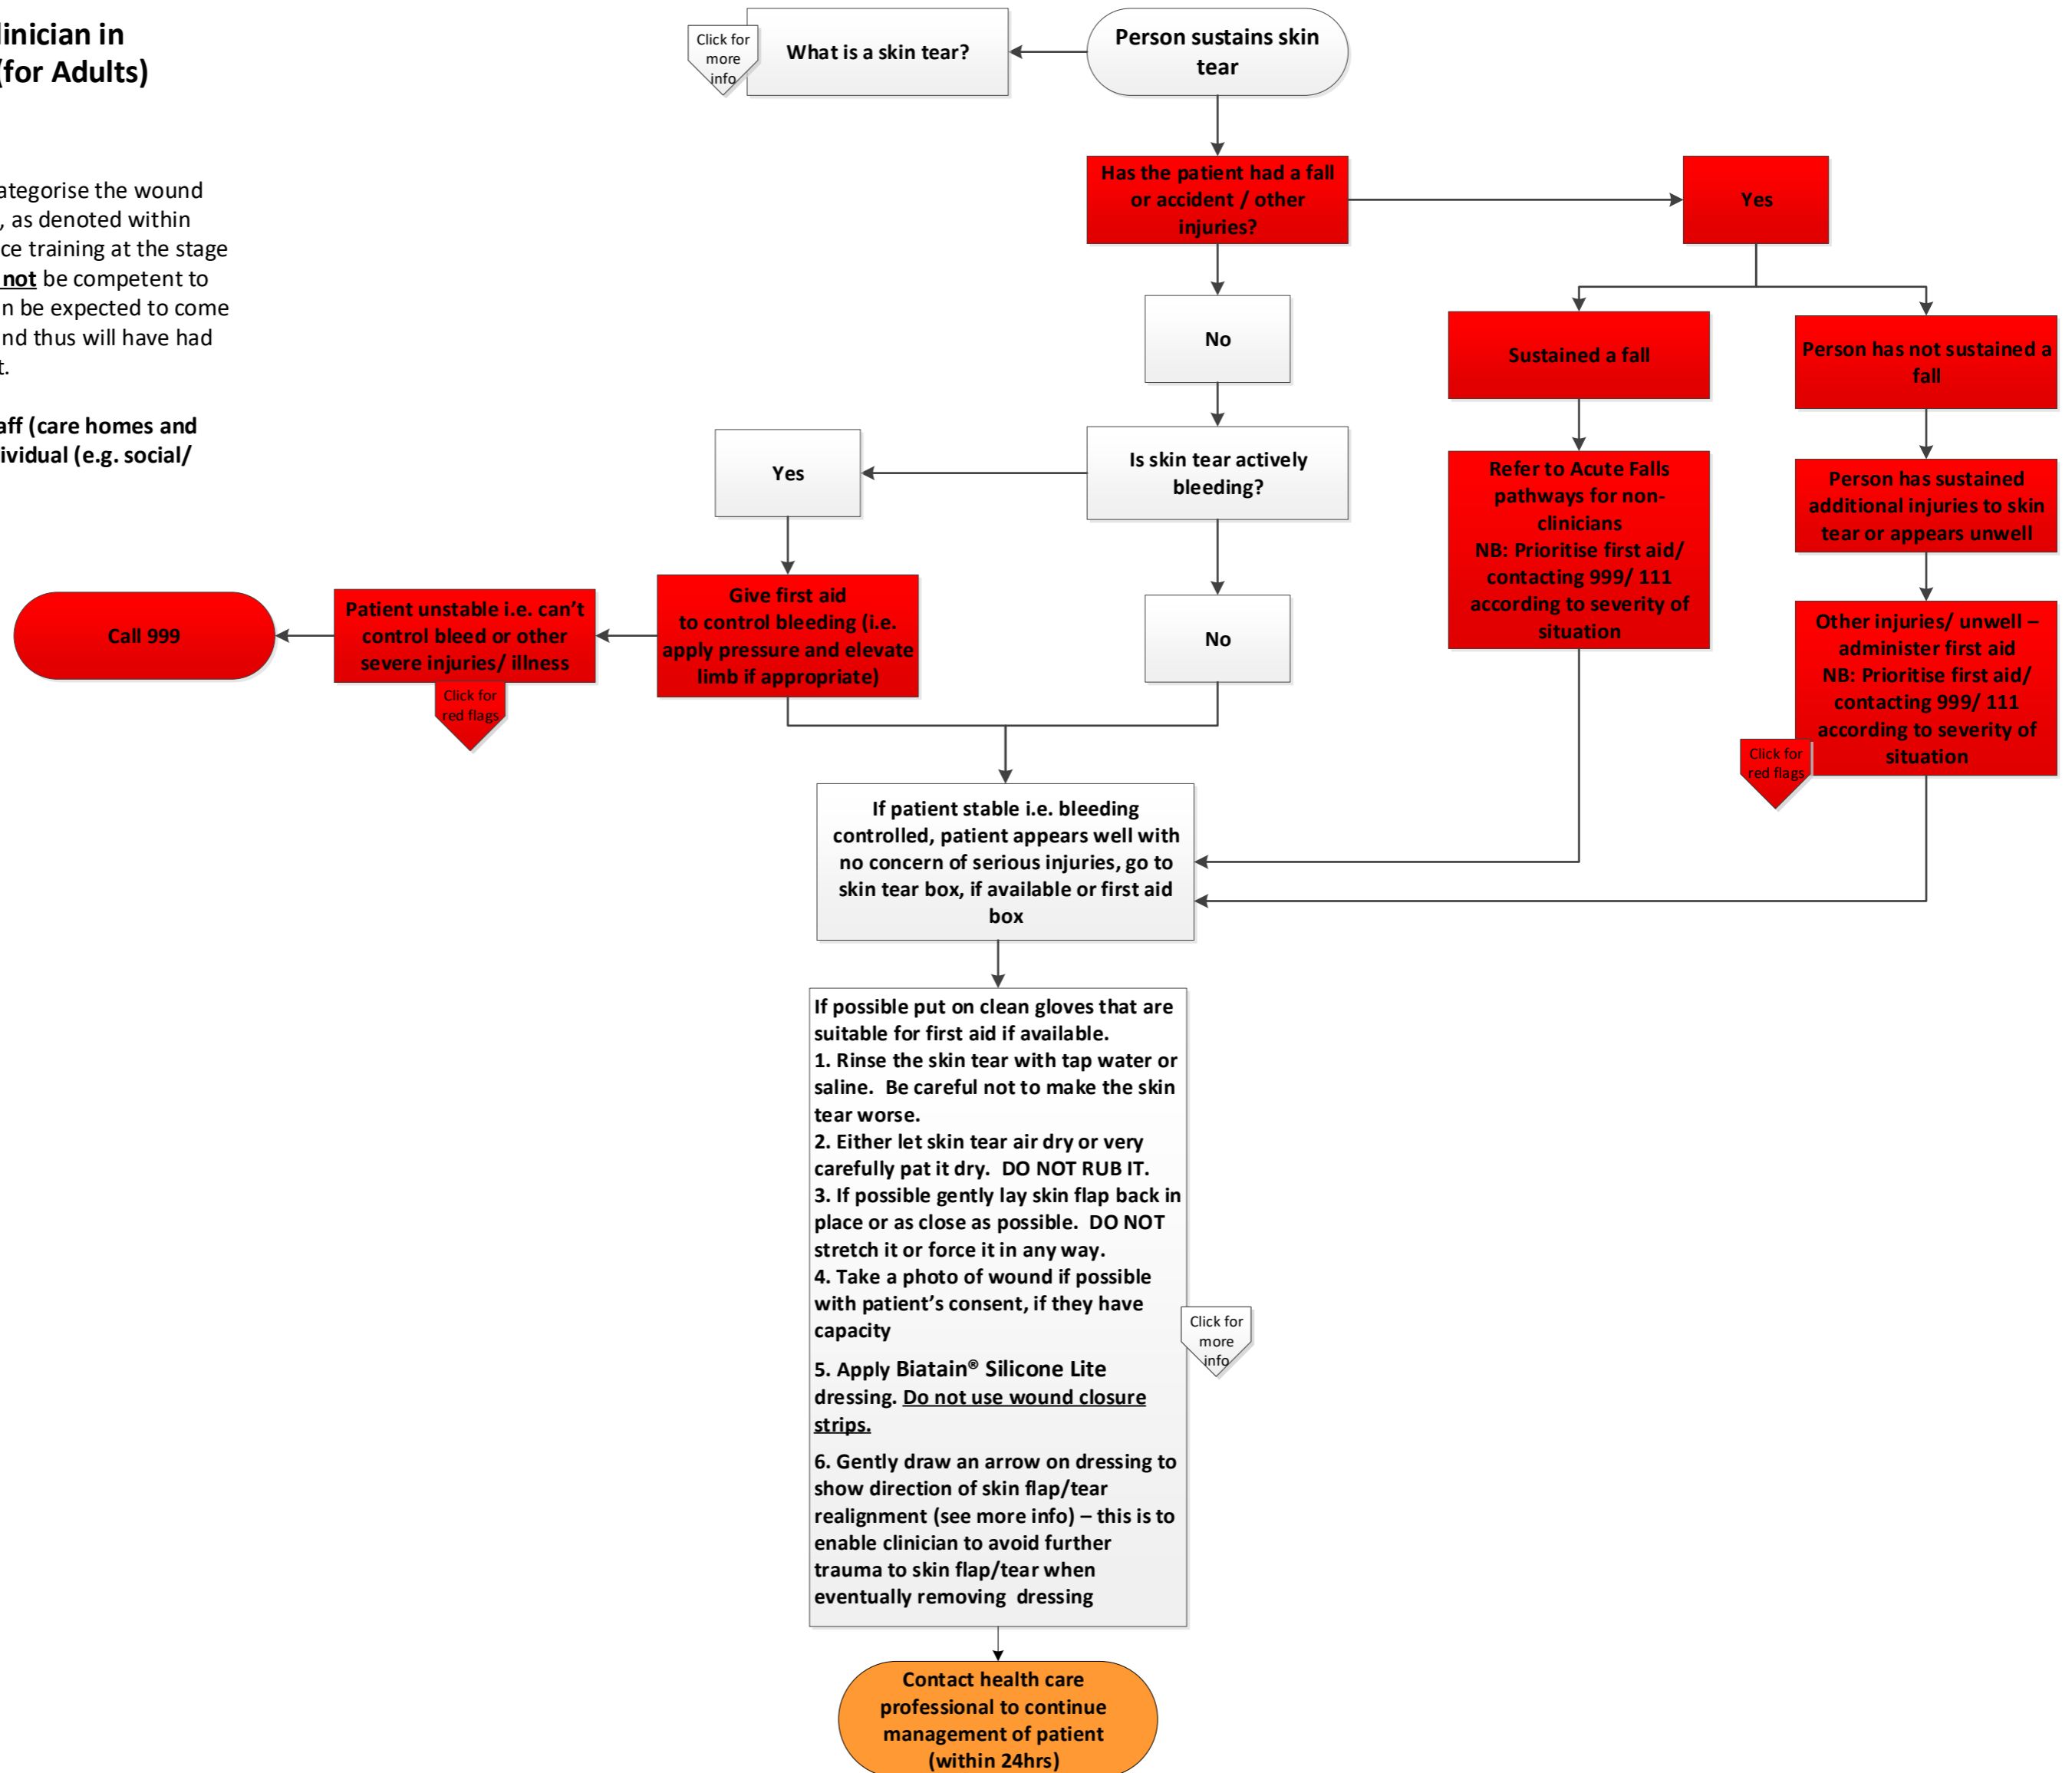 linician in
(for Adults)
ategorise the wound
, as denoted within
ce training at the stage
not be competent to
n be expected to come
nd thus will have had
t.
aff (care homes and
dividual (e.g. social/
Click for
more
info
What is a skin tear?
Person sustains skin
tear
Has the patient had a fall
or accident / other
injuries?
Yes
No
Sustained a fall
Person has not sustained a
fall
Is skin tear actively
bleeding?
Yes
Refer to Acute Falls
pathways for non-
clinicians
NB: Prioritise first aid/
contacting 999/ 111
according to severity of
situation
Person has sustained
additional injuries to skin
tear or appears unwell
Call 999
Patient unstable i.e. can't
control bleed or other
severe injuries/ illness
Click for
red flags
Give first aid
to control bleeding (i.e.
apply pressure and elevate
limb if appropriate)
No
Other injuries/ unwell –
administer first aid
NB: Prioritise first aid/
contacting 999/ 111
according to severity of
situation
Click for
red flags
If patient stable i.e. bleeding
controlled, patient appears well with
no concern of serious injuries, go to
skin tear box, if available or first aid
box
If possible put on clean gloves that are
suitable for first aid if available.
1. Rinse the skin tear with tap water or
saline.  Be careful not to make the skin
tear worse.
2. Either let skin tear air dry or very
carefully pat it dry.  DO NOT RUB IT.
3. If possible gently lay skin flap back in
place or as close as possible.  DO NOT
stretch it or force it in any way.
4. Take a photo of wound if possible
with patient's consent, if they have
capacity
5. Apply Biatain® Silicone Lite
dressing. Do not use wound closure
strips.
6. Gently draw an arrow on dressing to
show direction of skin flap/tear
realignment (see more info) – this is to
enable clinician to avoid further
trauma to skin flap/tear when
eventually removing  dressing
Click for
more
info
Contact health care
professional to continue
management of patient
(within 24hrs)